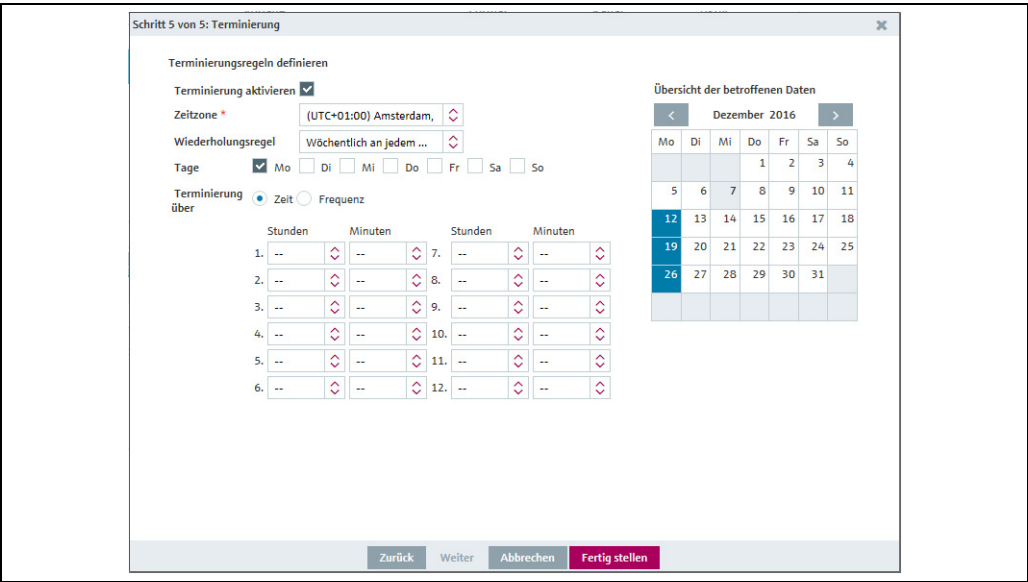 Schritt 5 von 5: Terminierung
Terminierungsregeln definieren
Terminierung aktivieren
Zeitzone * (UTC+01:00) Amsterdam,
Wiederholungsregel Wöchentlich an jedem ...
Tage Mo Di Mi Do Fr Sa So
Terminierung über Zeit Frequenz
Stunden Minuten Stunden Minuten
1. -- -- 7. -- --
2. -- -- 8. -- --
3. -- -- 9. -- --
4. -- -- 10. -- --
5. -- -- 11. -- --
6. -- -- 12. -- --
Übersicht der betroffenen Daten
< Dezember 2016 >
Mo Di Mi Do Fr Sa So
1 2 3 4
5 6 7 8 9 10 11
12 13 14 15 16 17 18
19 20 21 22 23 24 25
26 27 28 29 30 31
Zurück Weiter Abbrechen Fertig stellen